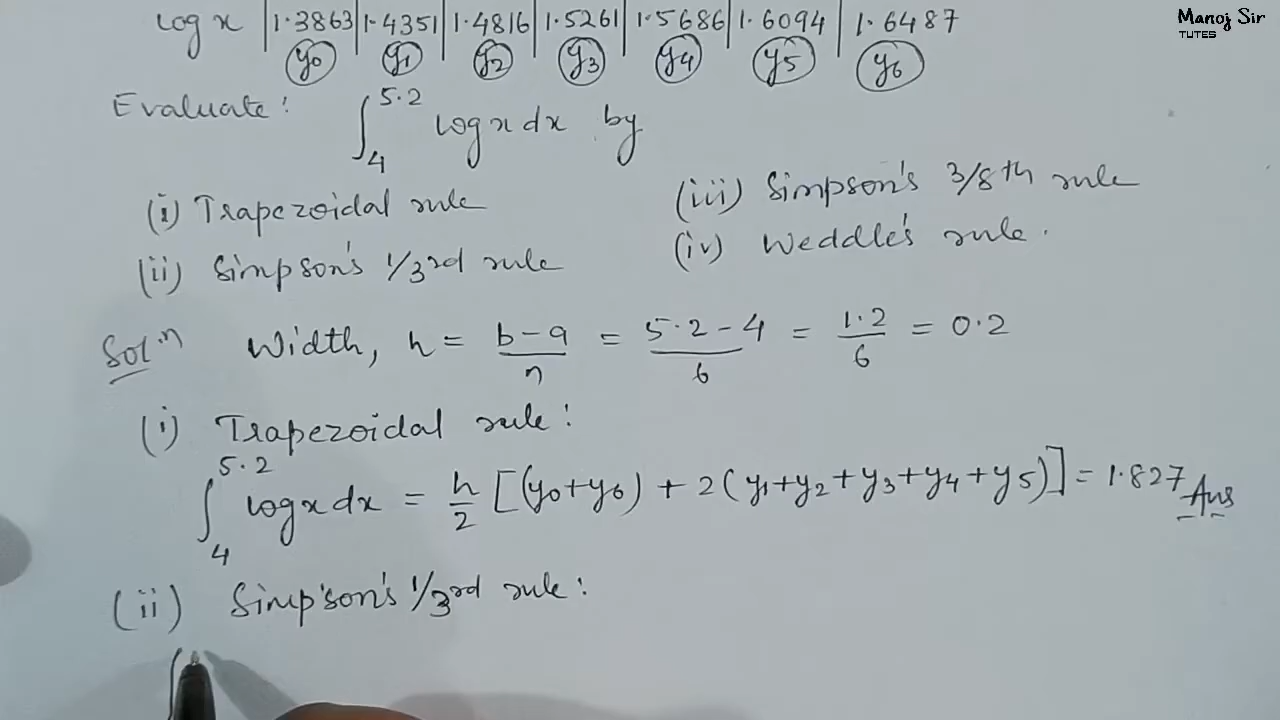 Manoj Sir
TUTES
log x | 1.3863 | 1.4351 | 1.4816 | 1.5261 | 1.5686 | 1.6094 | 1.6487
y0 y1 y2 y3 y4 y5 y6
Evaluate: ∫_4^5.2 log x dx by
(i) Trapezoidal rule
(iii) Simpson's 3/8th rule
(ii) Simpson's 1/3rd rule
(iv) Weddle's rule.
Solⁿ Width, h = (b-a)/n = (5.2-4)/6 = 1.2/6 = 0.2
(i) Trapezoidal rule:
∫_4^5.2 log x dx = h/2 [(y0+y6) + 2(y1+y2+y3+y4+y5)] = 1.827 Ans
(ii) Simpson's 1/3rd rule: